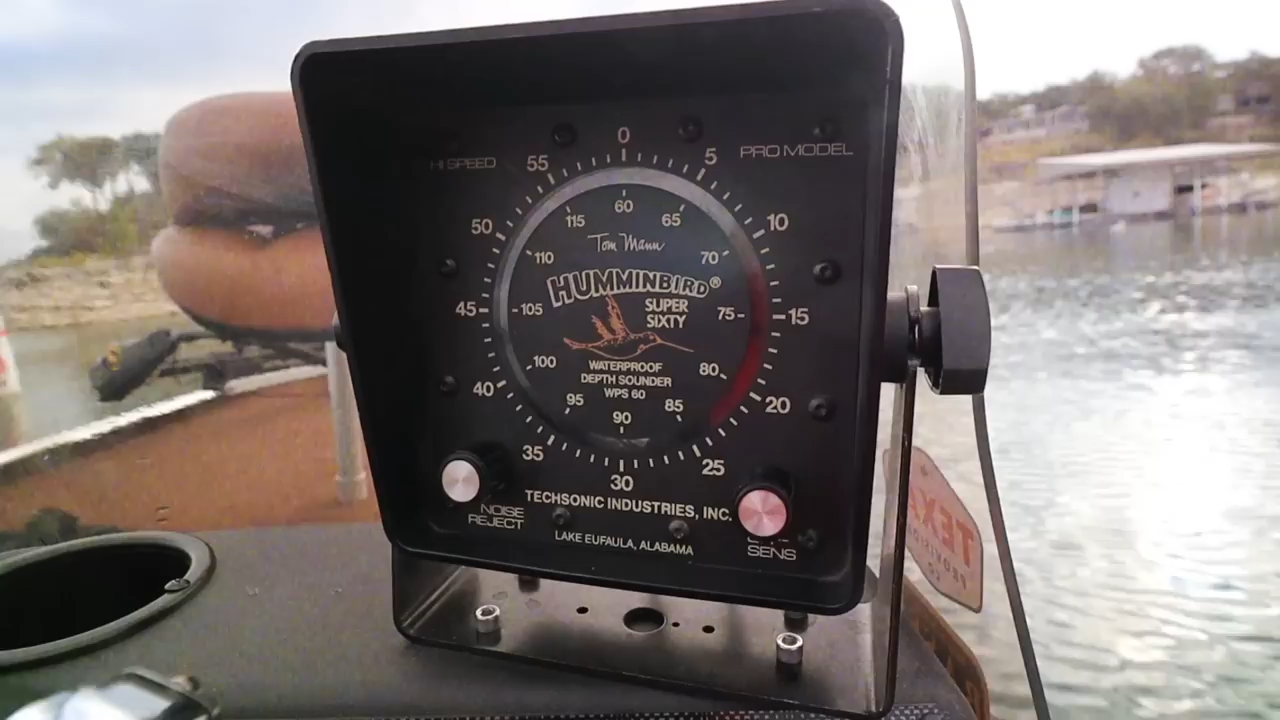 HI SPEED
PRO MODEL
0
5
10
15
20
25
30
35
40
45
50
55
60
65
70
75
80
85
90
95
100
105
110
115
Tom Mann
HUMMINBIRD®
SUPER
SIXTY
WATERPROOF
DEPTH SOUNDER
WPS 60
NOISE
REJECT
TECHSONIC INDUSTRIES, INC.
LAKE EUFAULA, ALABAMA
SENS